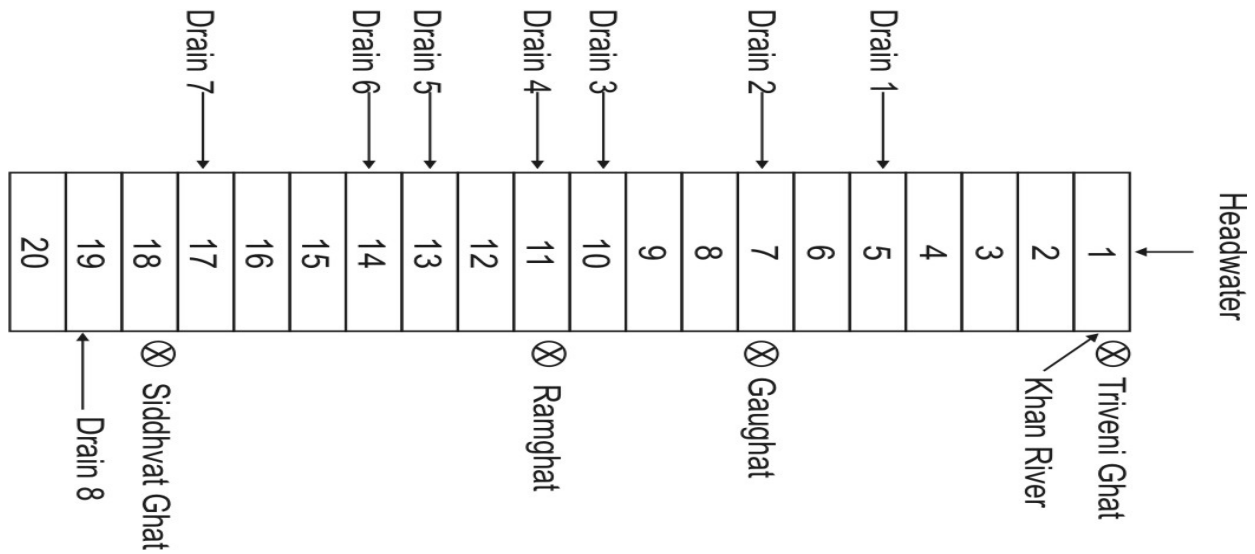 Headwater
Drain 1
Drain 2
Drain 3
Drain 4
Drain 5
Drain 6
Drain 7
1
2
3
4
5
6
7
8
9
10
11
12
13
14
15
16
17
18
19
20
Triveni Ghat
Khan River
Gaughat
Ramghat
Siddhvat Ghat
Drain 8